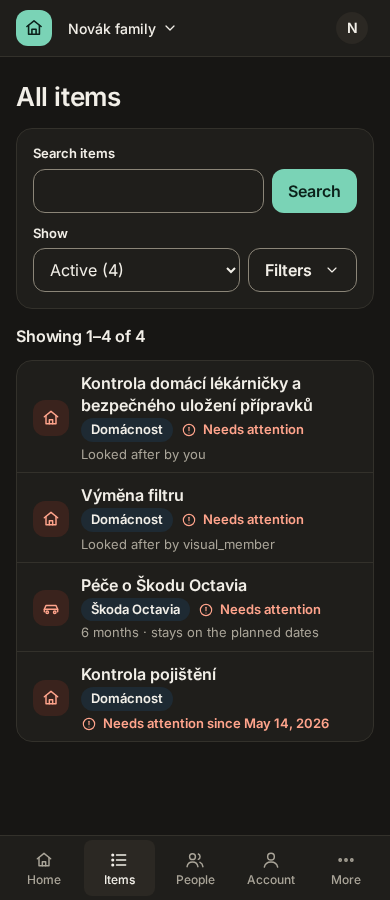 Novák family
N
All items
Search items
Search
Show
Active (4)
Filters
Showing 1–4 of 4
Kontrola domácí lékárničky a
bezpečného uložení přípravků
Domácnost Needs attention
Looked after by you
Výměna filtru
Domácnost Needs attention
Looked after by visual_member
Péče o Škodu Octavia
Škoda Octavia Needs attention
6 months · stays on the planned dates
Kontrola pojištění
Domácnost
Needs attention since May 14, 2026
Home Items People Account More